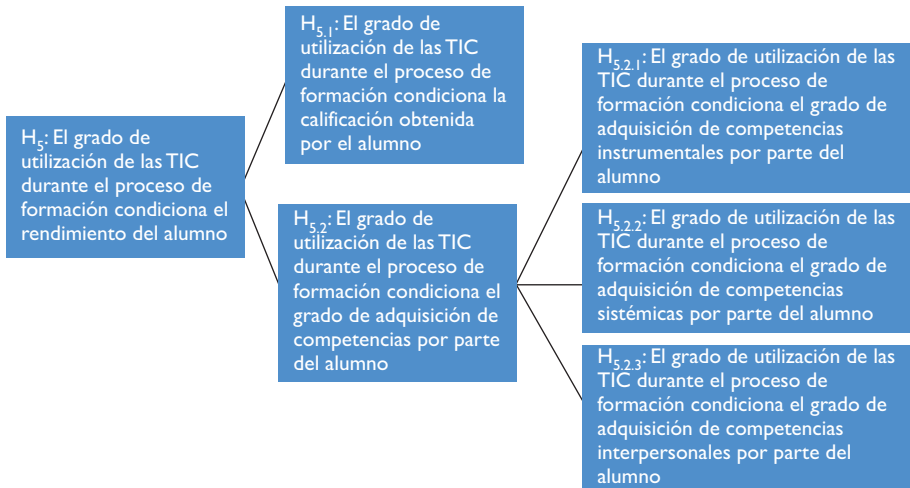 H5: El grado de
utilización de las TIC
durante el proceso de
formación condiciona el
rendimiento del alumno
H5.1: El grado de
utilización de las TIC
durante el proceso de
formación condiciona la
calificación obtenida
por el alumno
H5.2: El grado de
utilización de las TIC
durante el proceso de
formación condiciona el
grado de adquisición de
competencias por parte
del alumno
H5.2.1: El grado de utilización de las
TIC durante el proceso de
formación condiciona el grado de
adquisición de competencias
instrumentales por parte del
alumno
H5.2.2: El grado de utilización de las
TIC durante el proceso de
formación condiciona el grado de
adquisición de competencias
sistémicas por parte del alumno
H5.2.3: El grado de utilización de las
TIC durante el proceso de
formación condiciona el grado de
adquisición de competencias
interpersonales por parte del
alumno